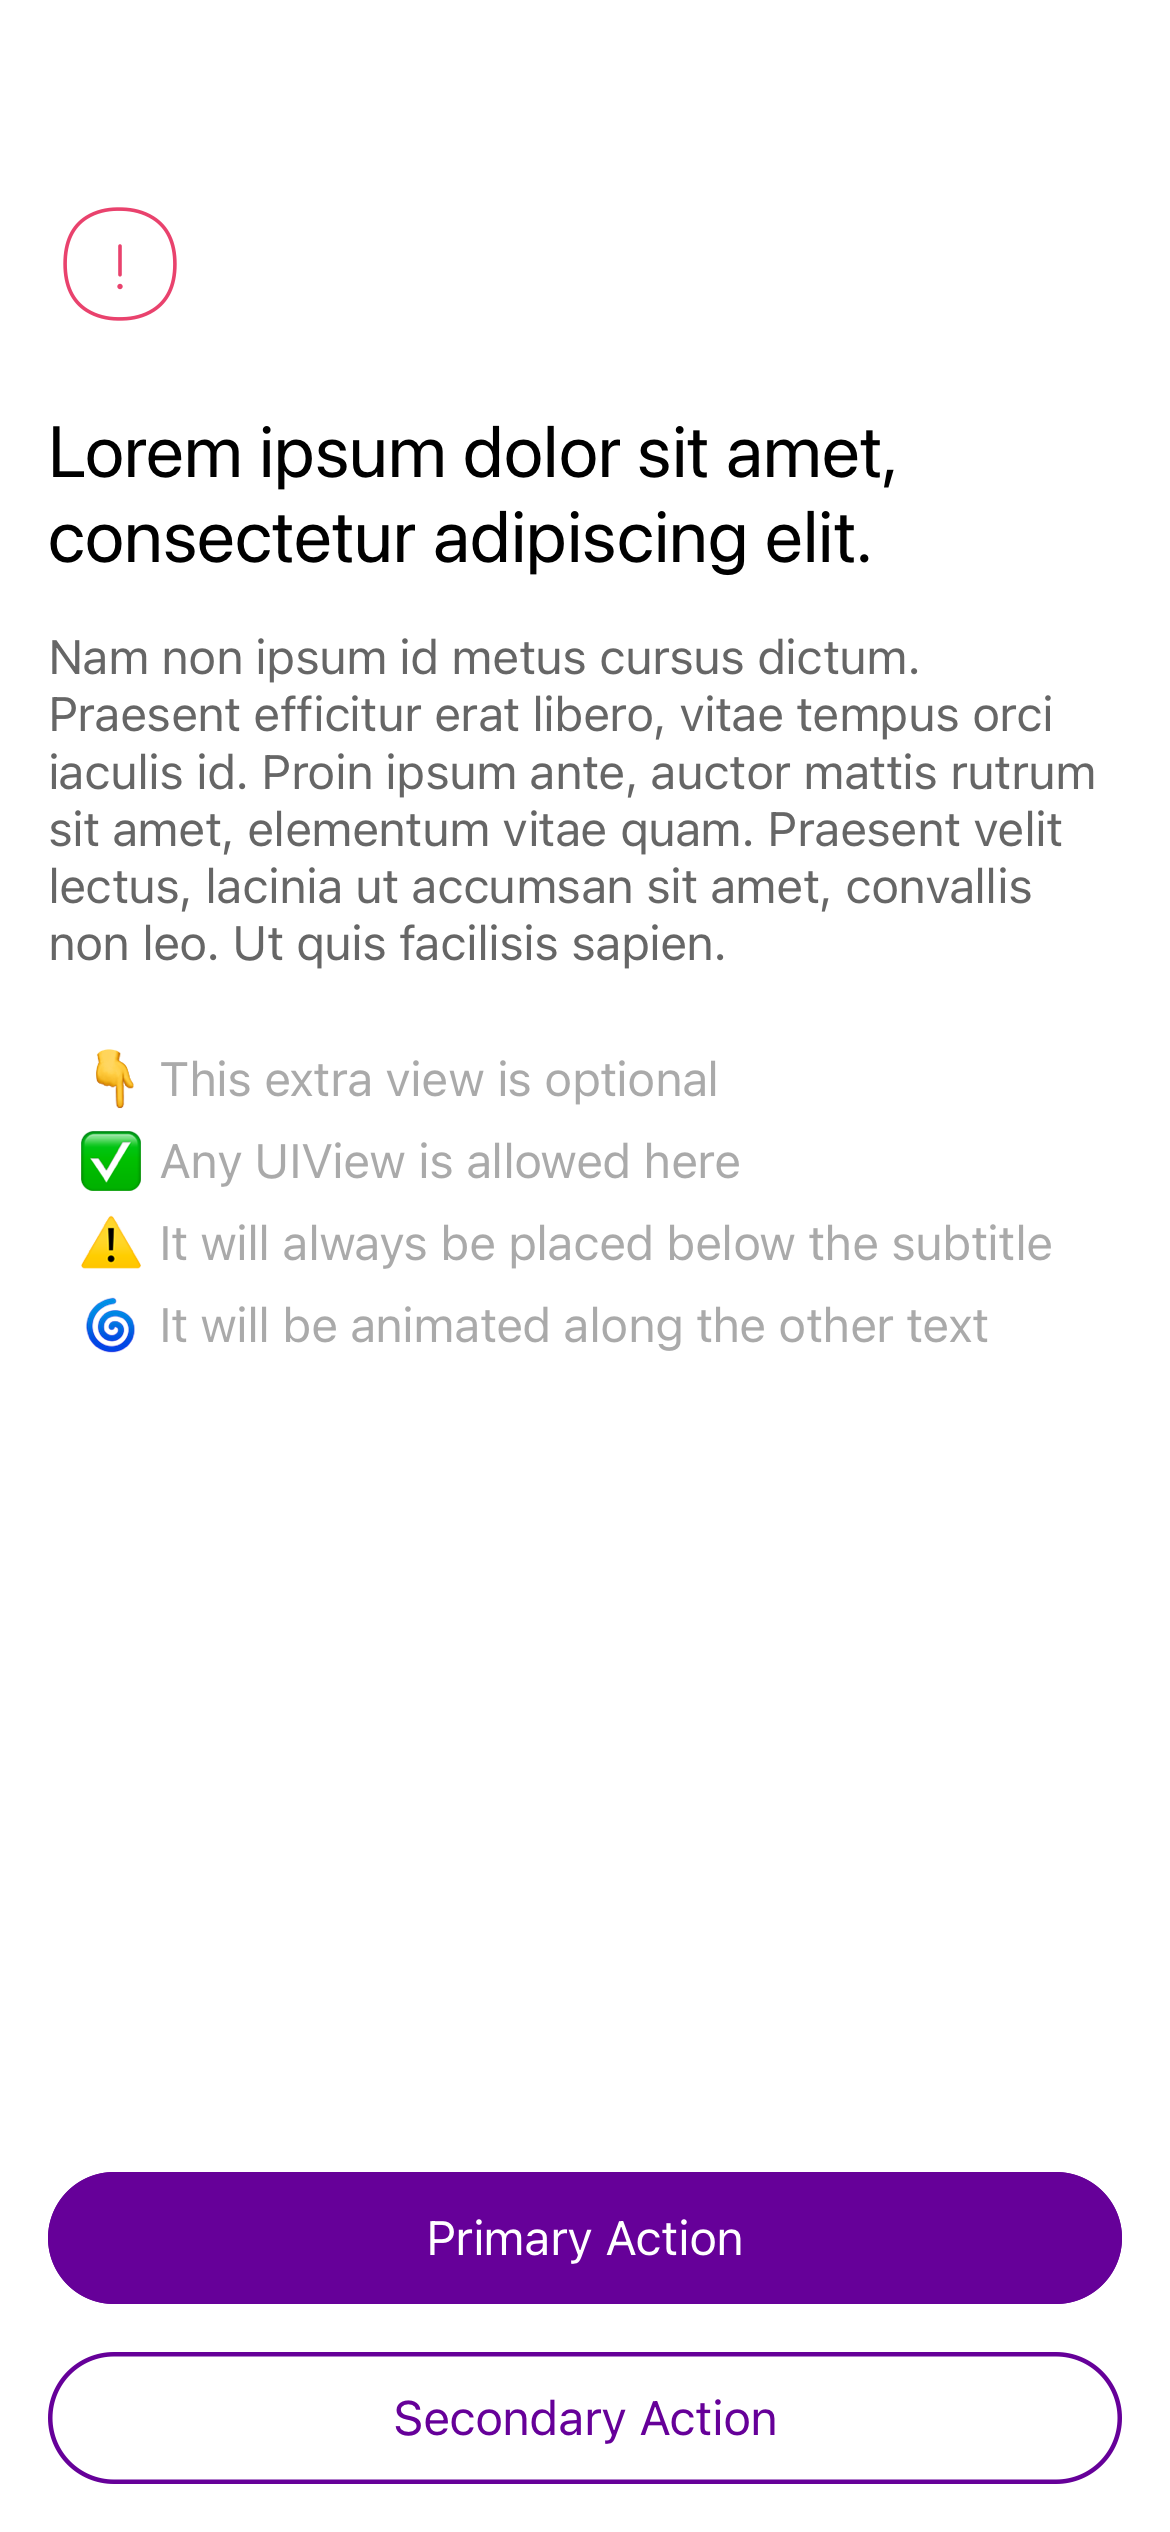 Lorem ipsum dolor sit amet,
consectetur adipiscing elit.
Nam non ipsum id metus cursus dictum.
Praesent efficitur erat libero, vitae tempus orci
iaculis id. Proin ipsum ante, auctor mattis rutrum
sit amet, elementum vitae quam. Praesent velit
lectus, lacinia ut accumsan sit amet, convallis
non leo. Ut quis facilisis sapien.
👇 This extra view is optional
✅ Any UIView is allowed here
⚠️ It will always be placed below the subtitle
🌀 It will be animated along the other text
Primary Action
Secondary Action